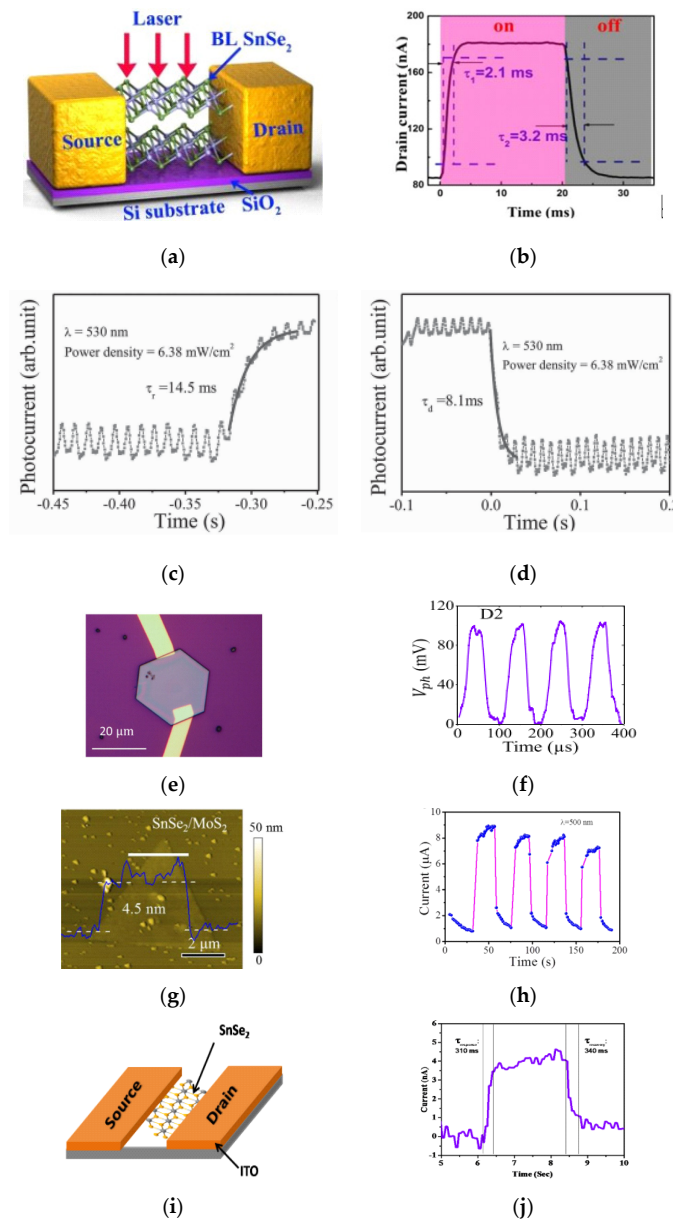 Laser
BL SnSe₂
Source
Drain
Si substrate
SiO₂
(a)
on
off
Drain current (nA)
200
160
120
80
τ₁=2.1 ms
τ₂=3.2 ms
0
10
20
30
Time (ms)
(b)
Photocurrent (arb.unit)
λ = 530 nm
Power density = 6.38 mW/cm²
τr =14.5 ms
-0.45
-0.40
-0.35
-0.30
-0.25
Time (s)
(c)
Photocurrent (arb.unit)
λ = 530 nm
Power density = 6.38 mW/cm²
τd =8.1ms
-0.1
0.0
0.1
0.2
Time (s)
(d)
20 μm
(e)
D2
Vph (mV)
120
80
40
0
0
100
200
300
400
Time (μs)
(f)
SnSe₂/MoS₂
50 nm
4.5 nm
2 μm
0
(g)
λ=500 nm
Current (μA)
10
8
6
4
2
0
0
50
100
150
200
Time (s)
(h)
SnSe₂
Source
Drain
ITO
(i)
Current (nA)
6
5
4
3
2
1
0
-1
310 ms
340 ms
5
6
7
8
9
10
Time (Sec)
(j)